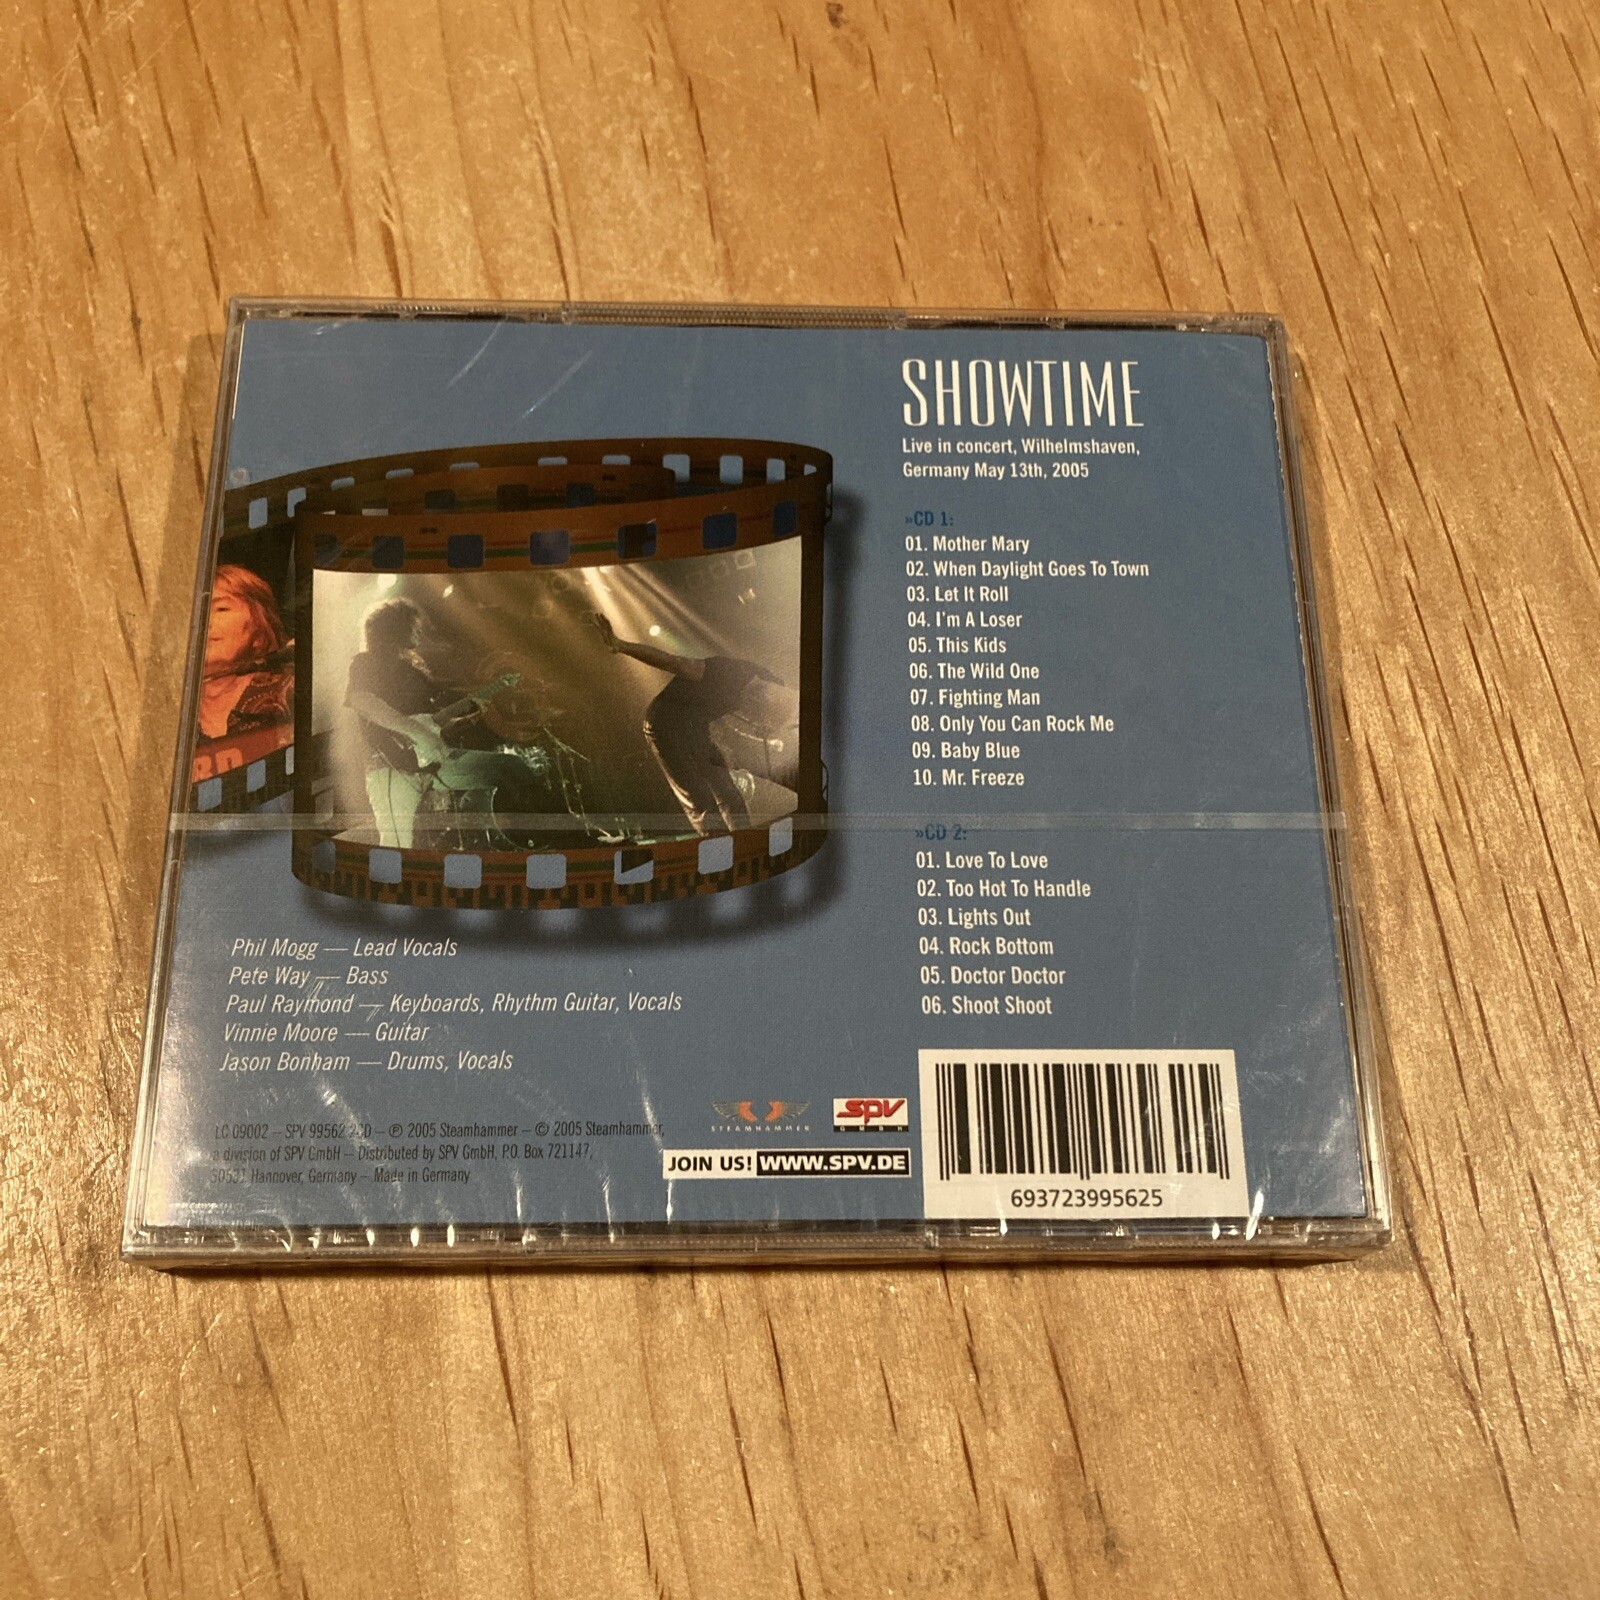 SHOWTIME
Live in concert, Wilhelmshaven,
Germany May 13th, 2005
»CD 1:
01. Mother Mary
02. When Daylight Goes To Town
03. Let It Roll
04. I'm A Loser
05. This Kids
06. The Wild One
07. Fighting Man
08. Only You Can Rock Me
09. Baby Blue
10. Mr. Freeze
»CD 2:
01. Love To Love
02. Too Hot To Handle
03. Lights Out
04. Rock Bottom
05. Doctor Doctor
06. Shoot Shoot
RD
Phil Mogg — Lead Vocals
Pete Way — Bass
Paul Raymond — Keyboards, Rhythm Guitar, Vocals
Vinnie Moore — Guitar
Jason Bonham — Drums, Vocals
LC 09002 – SPV 99562 2CD – ℗ 2005 Steamhammer – © 2005 Steamhammer,
a division of SPV GmbH – Distributed by SPV GmbH, P.O. Box 721147,
30531 Hannover, Germany – Made in Germany
STEAMHAMMER
SPV
GMBH
JOIN US! WWW.SPV.DE
693723995625